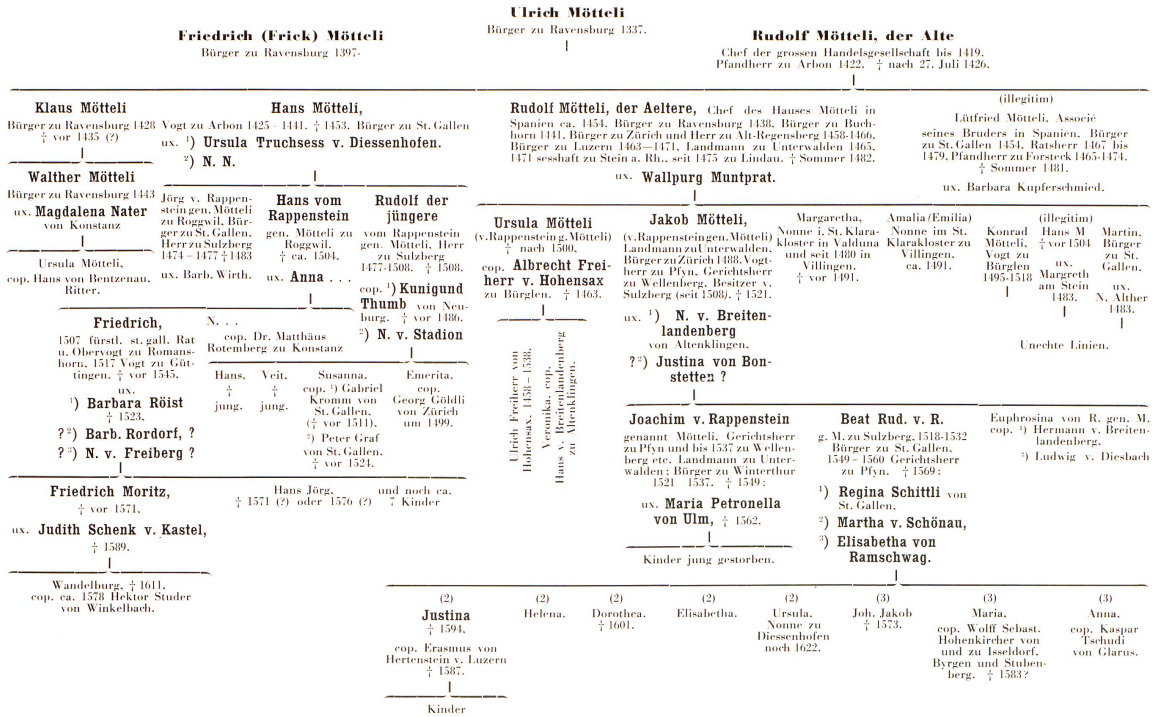 Ulrich Mötteli
Bürger zu Ravensburg 1337.
Friedrich (Frick) Mötteli
Bürger zu Ravensburg 1397.
Rudolf Mötteli, der Alte
Chef der grossen Handelsgesellschaft bis 1419.
Pfandherr zu Arbon 1422. † nach 27. Juli 1426.
Klaus Mötteli
Bürger zu Ravensburg 1428
† vor 1435 (?)
Hans Mötteli,
Vogt zu Arbon 1425–1441. † 1453. Bürger zu St. Gallen
ux. ¹) Ursula Truchsess v. Diessenhofen.
²) N. N.
Rudolf Mötteli, der Aeltere, Chef des Hauses Mötteli in
Spanien ca. 1454. Bürger zu Ravensburg 1438. Bürger zu Buch-
horn 1441. Bürger zu Zürich und Herr zu Alt-Regensberg 1458-1466.
Bürger zu Luzern 1463–1471. Landmann zu Unterwalden 1465.
1471 sesshaft zu Stein a. Rh., seit 1475 zu Lindau. † Sommer 1482.
ux. Wallpurg Muntprat.
(illegitim)
Lütfried Mötteli, Associé
seines Bruders in Spanien. Bürger
zu St. Gallen 1454. Ratsherr 1467 bis
1479. Pfandherr zu Forsteck 1465-1474.
† Sommer 1481.
ux. Barbara Kupferschmied.
Walther Mötteli
Bürger zu Ravensburg 1443
ux. Magdalena Nater
von Konstanz
Ursula Mötteli,
cop. Hans von Bentzenau,
Ritter.
Jörg v. Rappen-
stein gen. Mötteli
zu Roggwil. Bür-
ger zu St. Gallen.
Herr zu Sulzberg
1474 – 1477 † 1483
ux. Barb. Wirth.
Hans vom
Rappenstein
gen. Mötteli zu
Roggwil.
† ca. 1504.
ux. Anna . . .
Rudolf der
jüngere
vom Rappenstein
gen. Mötteli, Herr
zu Sulzberg
1477-1508. † 1508.
cop. ¹) Kunigund
Thumb von Neu-
burg. † vor 1486.
²) N. v. Stadion
Ursula Mötteli
(v. Rappenstein g. Mötteli)
† nach 1500.
cop. Albrecht Frei-
herr v. Hohensax
zu Bürglen. † 1463.
Jakob Mötteli,
(v. Rappenstein gen. Mötteli)
Landmann zu Unterwalden.
Bürger zu Zürich 1488. Vogt-
herr zu Pfyn, Gerichtsherr
zu Wellenberg. Besitzer v.
Sulzberg (seit 1508). † 1521.
ux. ¹) N. v. Breiten-
landenberg
von Altenklingen.
? ²) Justina von Bon-
stetten ?
Margaretha,
Nonne i. St. Klara-
kloster in Valduna
und seit 1480 in
Villingen.
† vor 1491.
Amalia (Emilia)
Nonne im St.
Klarakloster zu
Villingen.
ca. 1491.
Konrad
Mötteli,
Vogt zu
Bürglen
1495-1518
(illegitim)
Hans M
† vor 1504
ux.
Margreth
am Stein
1483.
Martin,
Bürger
zu St.
Gallen.
ux.
N. Alther
1483.
Unechte Linien.
Friedrich,
1507 fürstl. st. gall. Rat
u. Obervogt zu Romans-
horn. 1517 Vogt zu Güt-
tingen. † vor 1545.
ux.
¹) Barbara Röist
† 1523.
? ²) Barb. Rordorf, ?
? ³) N. v. Freiberg ?
N. . .
cop. Dr. Matthäus
Rotemberg zu Konstanz
Hans,
†
jung.
Veit,
†
jung.
Susanna,
cop. ¹) Gabriel
Kromm von
St. Gallen,
(† vor 1511).
²) Peter Graf
von St. Gallen.
† vor 1524.
Emerita,
cop.
Georg Göldli
von Zürich
um 1499.
Ulrich Freiherr von
Hohensax, 1458–1538.
Veronika, cop.
Hans v. Breitenlandenberg
zu Altenklingen.
Joachim v. Rappenstein
genannt Mötteli, Gerichtsherr
zu Pfyn und bis 1537 zu Wellen-
berg etc. Landmann zu Unter-
walden; Bürger zu Winterthur
1521 – 1537. † 1549:
ux. Maria Petronella
von Ulm, † 1562.
Kinder jung gestorben.
Beat Rud. v. R.
g. M. zu Sulzberg, 1518-1532
Bürger zu St. Gallen.
1549 – 1560 Gerichtsherr
zu Pfyn. † 1569:
¹) Regina Schittli von
St. Gallen,
²) Martha v. Schönau,
³) Elisabetha von
Ramschwag.
Euphrosina von R. gen. M.
cop. ¹) Hermann v. Breiten-
landenberg,
²) Ludwig v. Diesbach
Friedrich Moritz,
† vor 1571.
ux. Judith Schenk v. Kastel,
† 1589.
Hans Jörg,
† 1571 (?) oder 1576 (?)
und noch ca.
7 Kinder
Wandelburg, † 1611.
cop. ca. 1578 Hektor Studer
von Winkelbach.
(2)
Justina
† 1594.
cop. Erasmus von
Hertenstein v. Luzern
† 1587.
Kinder
(2)
Helena.
(2)
Dorothea.
† 1601.
(2)
Elisabetha.
(2)
Ursula,
Nonne zu
Diessenhofen
noch 1622.
(3)
Joh. Jakob
† 1573.
(3)
Maria.
cop. Wolff Sebast.
Hohenkircher von
und zu Isseldorf,
Byrgen und Stuben-
berg. † 1583?
(3)
Anna.
cop. Kaspar
Tschudi
von Glarus.